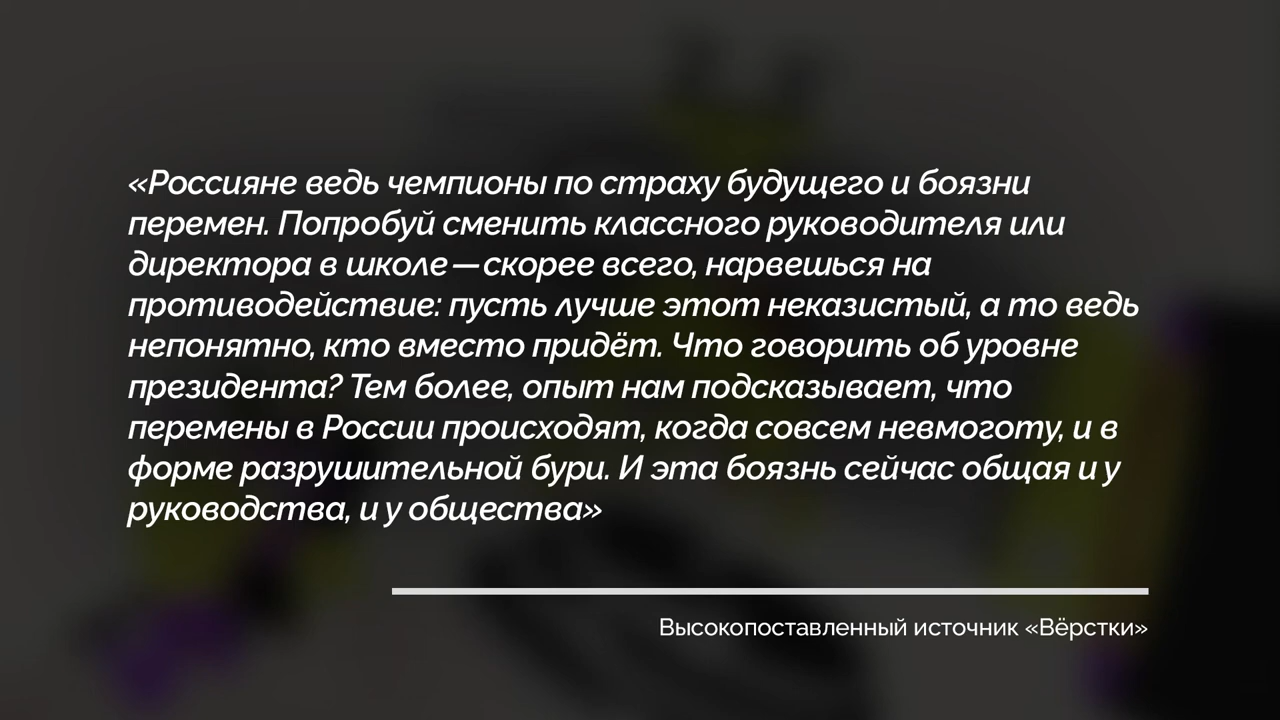 «Россияне ведь чемпионы по страху будущего и боязни
перемен. Попробуй сменить классного руководителя или
директора в школе — скорее всего, нарвешься на
противодействие: пусть лучше этот неказистый, а то ведь
непонятно, кто вместо придёт. Что говорить об уровне
президента? Тем более, опыт нам подсказывает, что
перемены в России происходят, когда совсем невмоготу, и в
форме разрушительной бури. И эта боязнь сейчас общая и у
руководства, и у общества»
Высокопоставленный источник «Вёрстки»